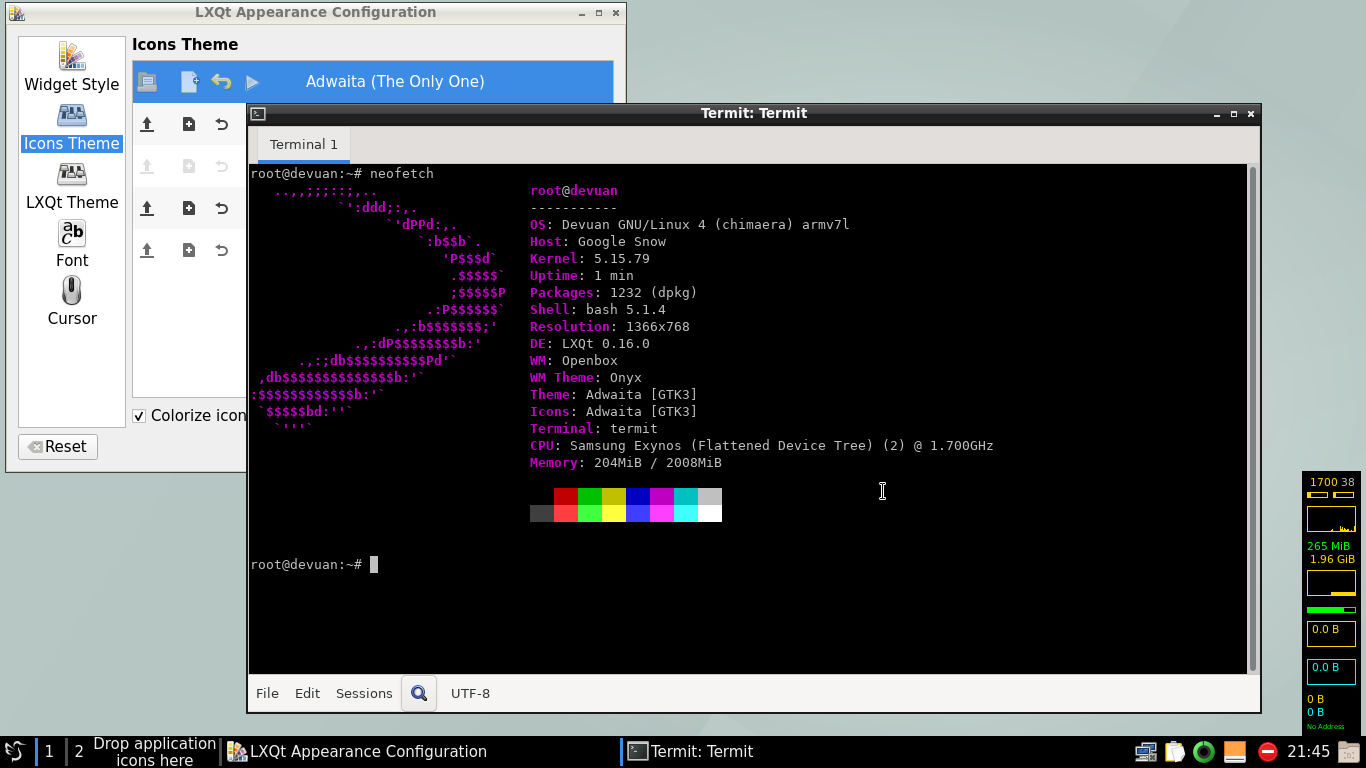 LXQt Appearance Configuration
Icons Theme
Widget Style
Icons Theme
LXQt Theme
Font
Cursor
Adwaita (The Only One)
Colorize icon
Reset
Termit: Termit
Terminal 1
root@devuan:~# neofetch
..,,;;;::;,..
`':ddd;:,.
`'dPPd:,.
`:b$$b`.
'P$$$d`
.$$$$$`
;$$$$$P
.:P$$$$$$`
.,:b$$$$$$$;'
.,:dP$$$$$$$$b:'
.,:;db$$$$$$$$$$Pd'`
,db$$$$$$$$$$$$$$b:'`
:$$$$$$$$$$$$b:'`
`$$$$$bd:''`
`'''`
root@devuan
-----------
OS: Devuan GNU/Linux 4 (chimaera) armv7l
Host: Google Snow
Kernel: 5.15.79
Uptime: 1 min
Packages: 1232 (dpkg)
Shell: bash 5.1.4
Resolution: 1366x768
DE: LXQt 0.16.0
WM: Openbox
WM Theme: Onyx
Theme: Adwaita [GTK3]
Icons: Adwaita [GTK3]
Terminal: termit
CPU: Samsung Exynos (Flattened Device Tree) (2) @ 1.700GHz
Memory: 204MiB / 2008MiB
root@devuan:~#
File Edit Sessions UTF-8
1700 38
265 MiB
1.96 GiB
0.0 B
0.0 B
0 B
0 B
No Address
1 2 Drop application icons here LXQt Appearance Configuration Termit: Termit 21:45